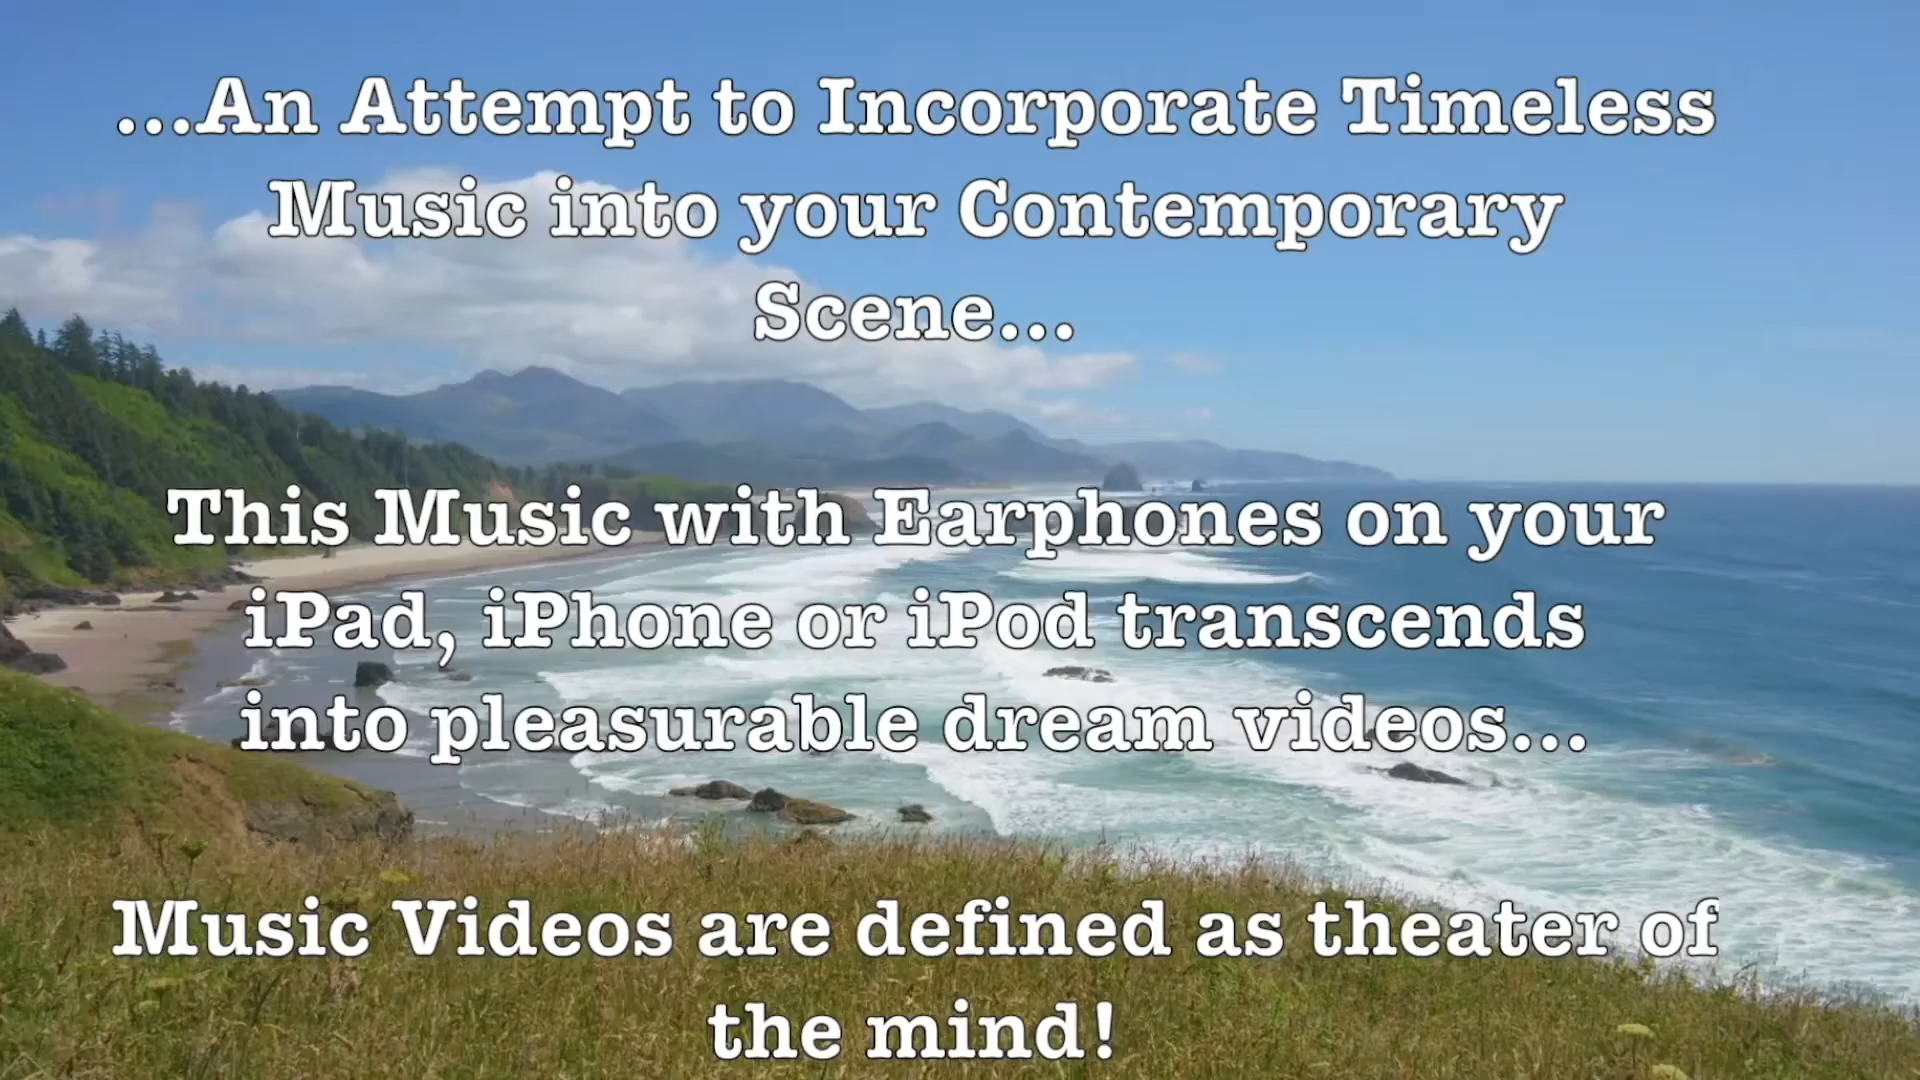 ...An Attempt to Incorporate Timeless
Music into your Contemporary
Scene...
This Music with Earphones on your
iPad, iPhone or iPod transcends
into pleasurable dream videos...
Music Videos are defined as theater of
the mind!